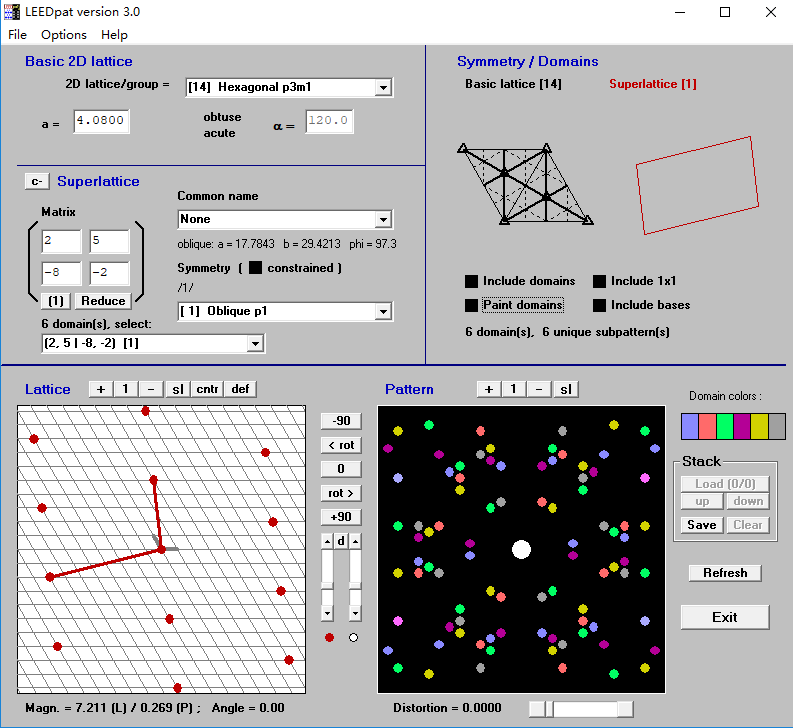 LEEDpat version 3.0
File Options Help
Basic 2D lattice
2D lattice/group = [14] Hexagonal p3m1
a = 4.0800 obtuse acute α = 120.0
c- Superlattice
Matrix
2 5
-8 -2
(1) Reduce
6 domain(s), select:
(2, 5 | -8, -2) [1]
Common name
None
oblique: a = 17.7843 b = 29.4213 phi = 97.3
Symmetry ( constrained )
/1/
[ 1] Oblique p1
Symmetry / Domains
Basic lattice [14] Superlattice [1]
Include domains Include 1x1
Paint domains Include bases
6 domain(s), 6 unique subpattern(s)
Lattice + 1 - sl cntr def
-90
< rot
0
rot >
+90
d
Magn. = 7.211 (L) / 0.269 (P) ; Angle = 0.00
Pattern + 1 - sl
Distortion = 0.0000
Domain colors :
Stack
Load (0/0)
up down
Save Clear
Refresh
Exit